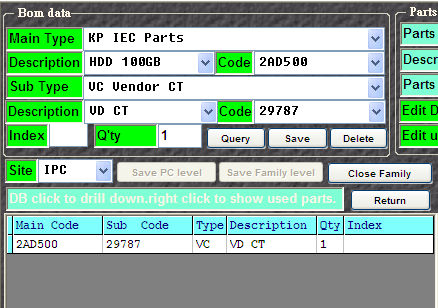 Bom data
Main Type KP IEC Parts
Description HDD 100GB Code 2AD500
Sub Type VC Vendor CT
Description VD CT Code 29787
Index Q'ty 1 Query Save Delete
Site IPC Save PC level Save Family level Close Family
DB click to drill down.right click to show used parts. Return
Main Code Sub Code Type Description Qty Index
2AD500 29787 VC VD CT 1
Parts
Parts
Descr
Parts
Edit D
Edit u